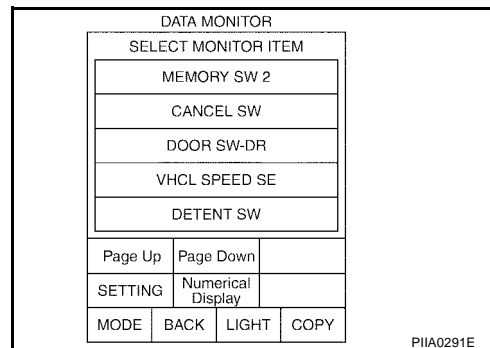 DATA MONITOR
SELECT MONITOR ITEM
MEMORY SW 2
CANCEL SW
DOOR SW-DR
VHCL SPEED SE
DETENT SW
Page Up Page Down
SETTING Numerical
Display
MODE BACK LIGHT COPY
PIIA0291E